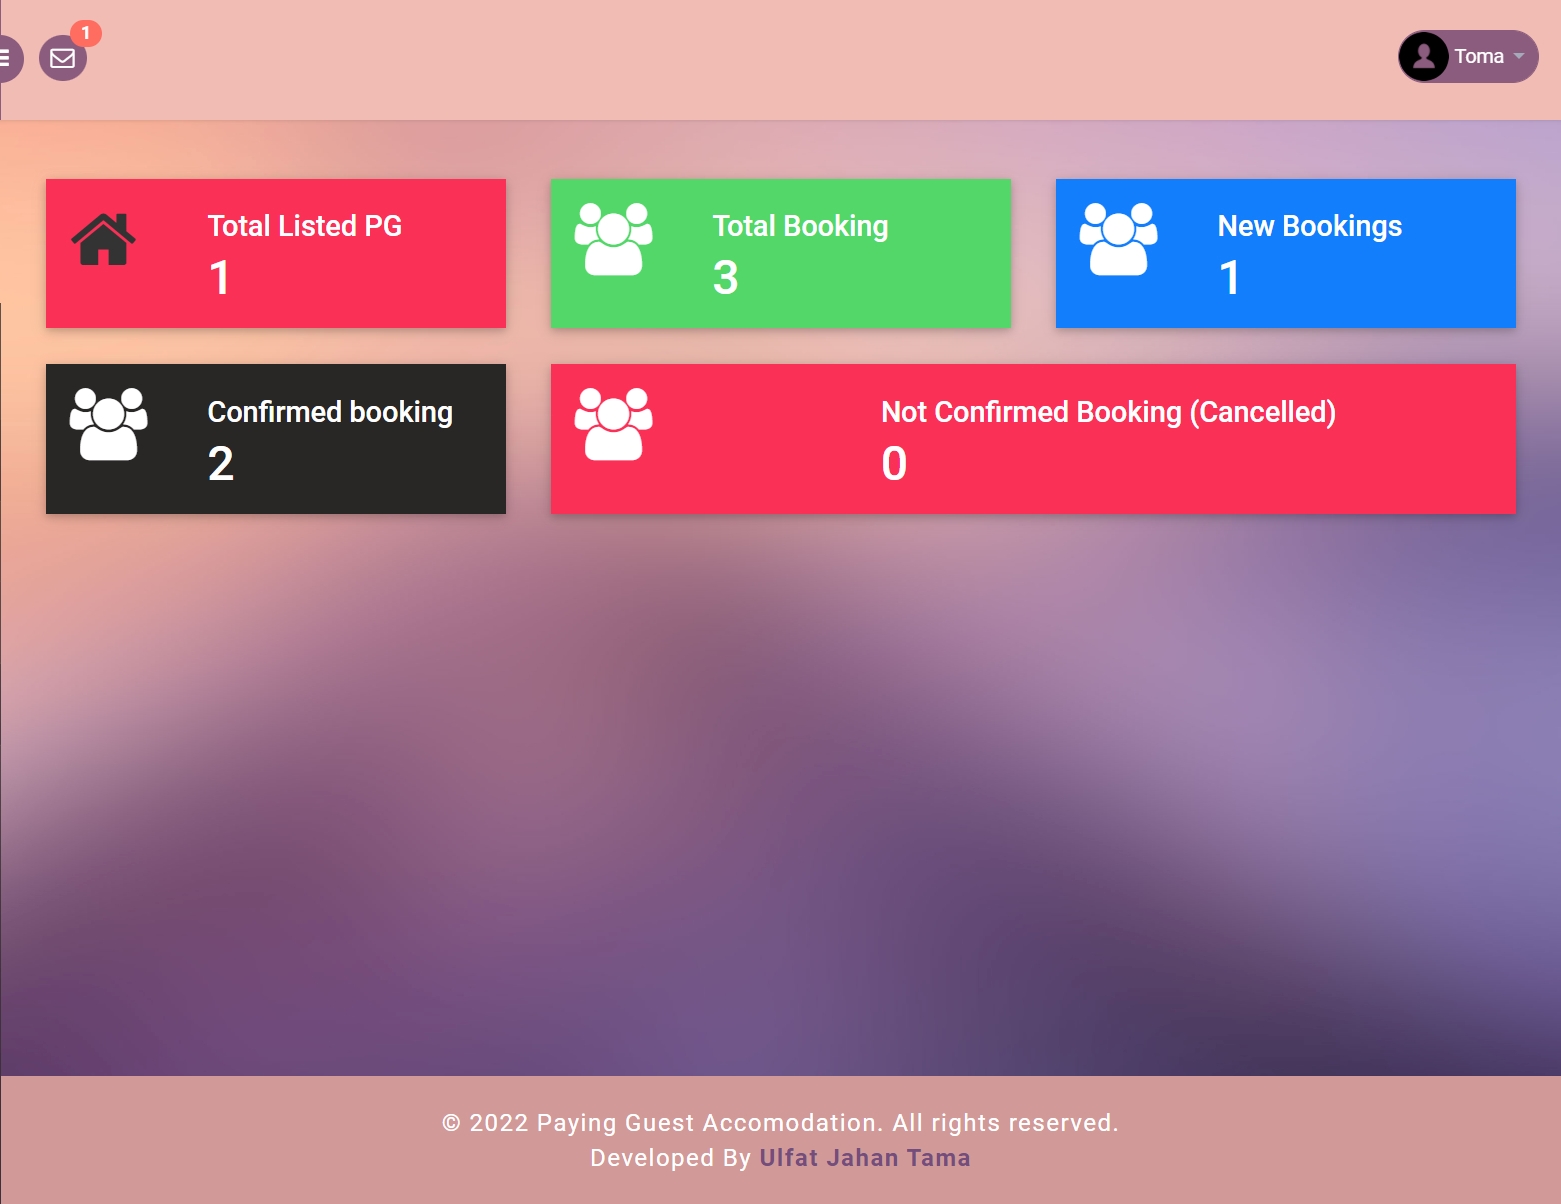 1
Toma
Total Listed PG
1
Total Booking
3
New Bookings
1
Confirmed booking
2
Not Confirmed Booking (Cancelled)
0
© 2022 Paying Guest Accomodation. All rights reserved.
Developed By Ulfat Jahan Tama